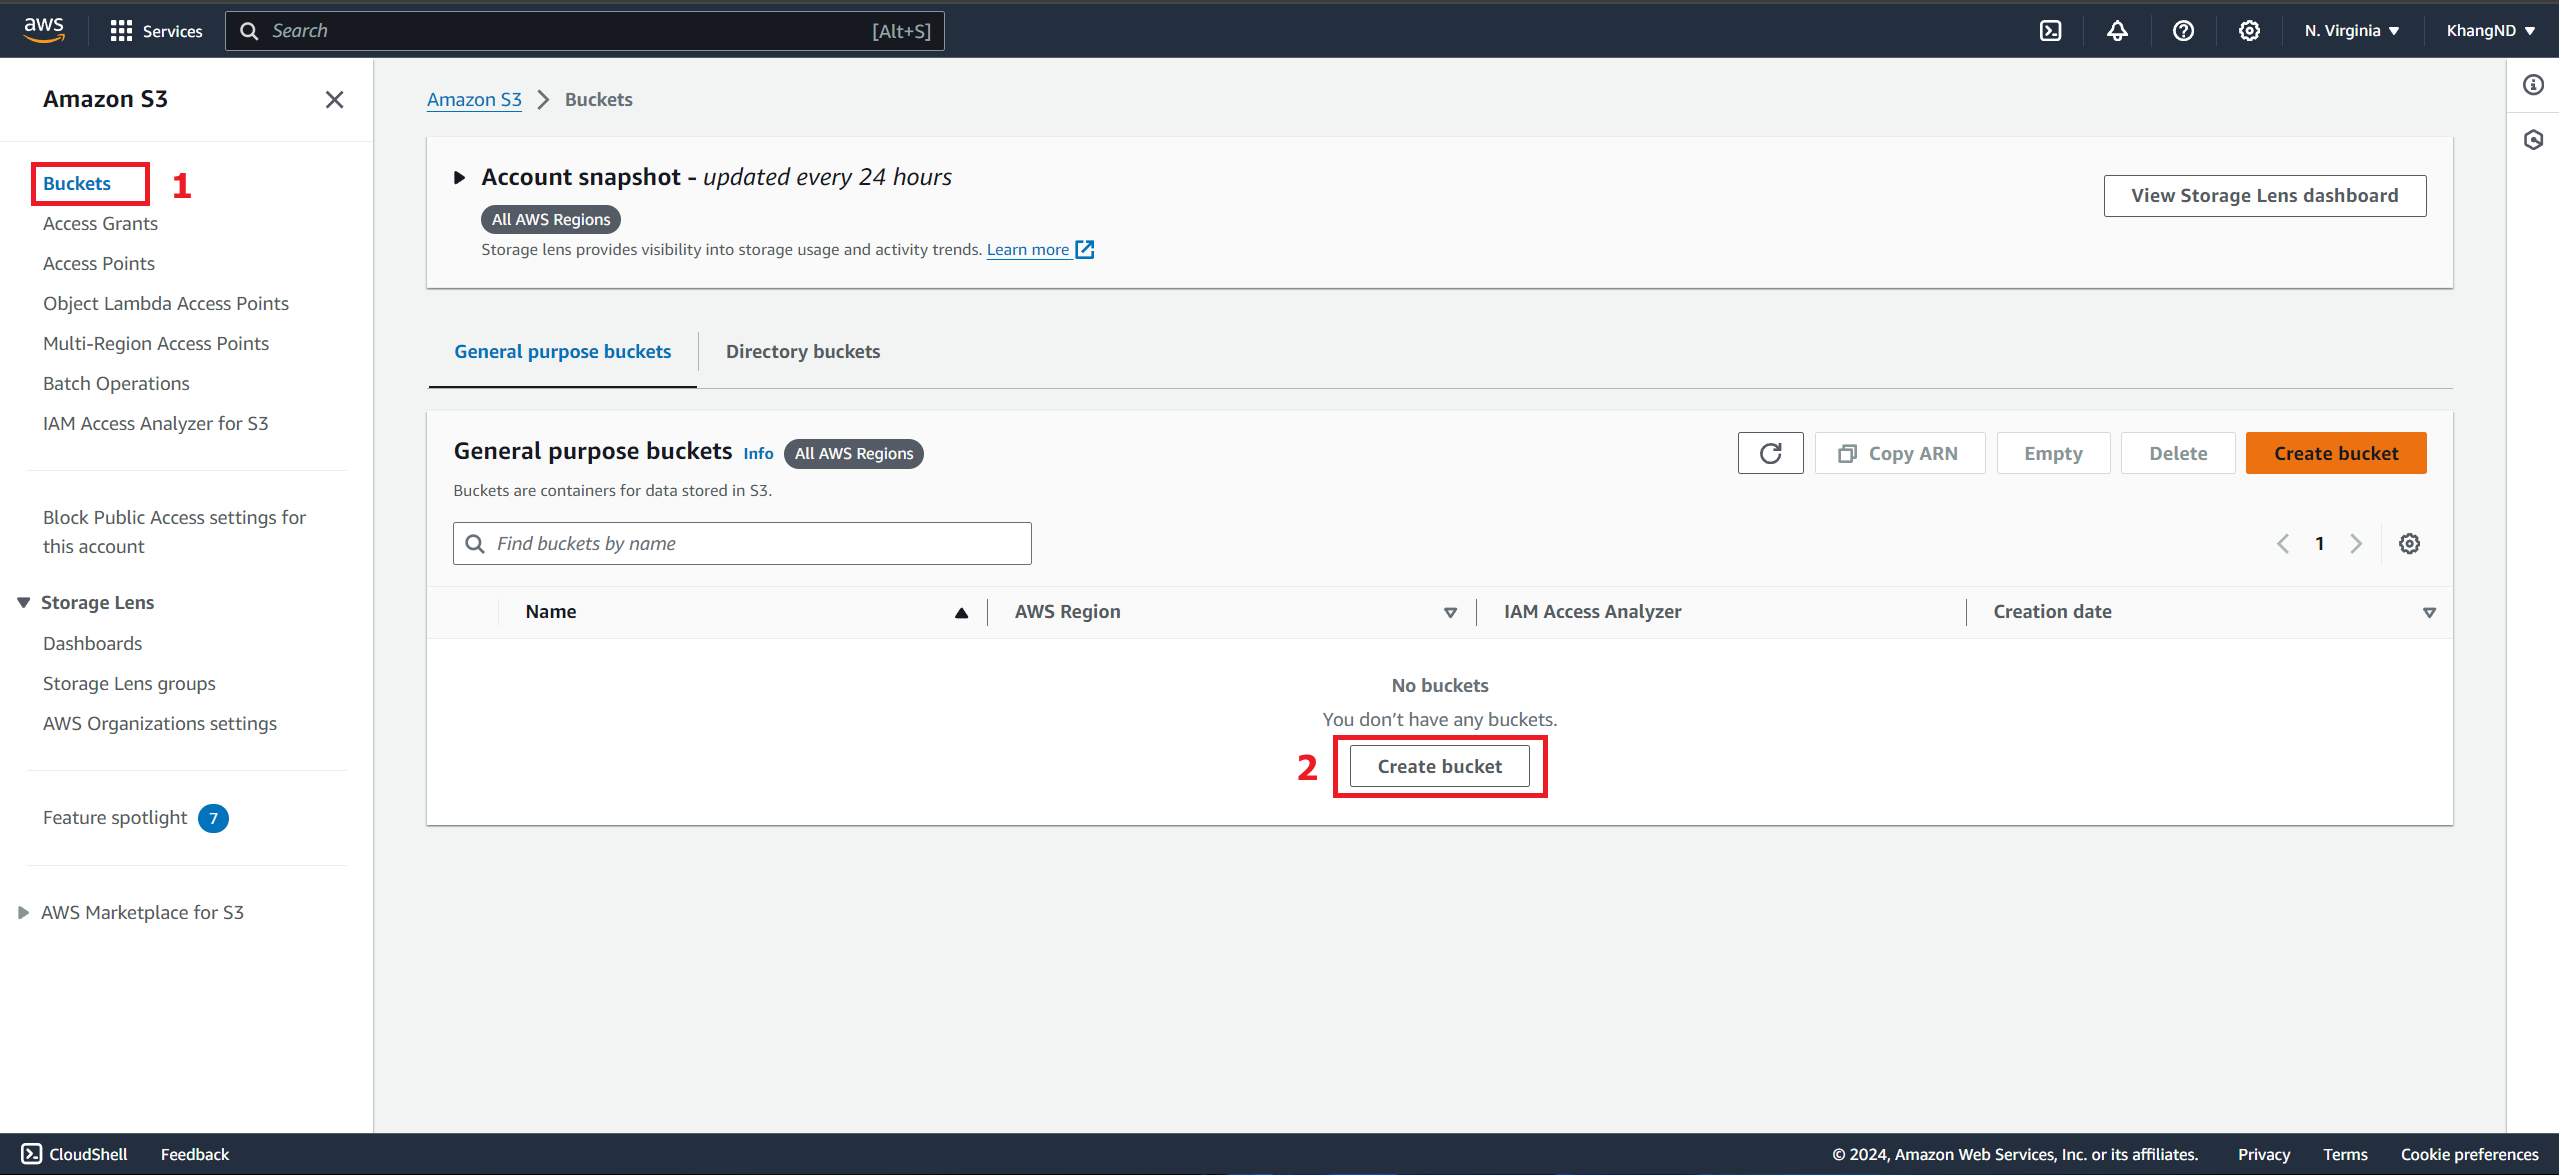 aws
Services
Search
[Alt+S]
N. Virginia
KhangND
Amazon S3
Buckets
1
Access Grants
Access Points
Object Lambda Access Points
Multi-Region Access Points
Batch Operations
IAM Access Analyzer for S3
Block Public Access settings for
this account
Storage Lens
Dashboards
Storage Lens groups
AWS Organizations settings
Feature spotlight 7
AWS Marketplace for S3
Amazon S3 Buckets
Account snapshot - updated every 24 hours
All AWS Regions
Storage lens provides visibility into storage usage and activity trends. Learn more
View Storage Lens dashboard
General purpose buckets
Directory buckets
General purpose buckets Info All AWS Regions
Copy ARN
Empty
Delete
Create bucket
Buckets are containers for data stored in S3.
Find buckets by name
1
Name
AWS Region
IAM Access Analyzer
Creation date
No buckets
You don't have any buckets.
2 Create bucket
CloudShell
Feedback
© 2024, Amazon Web Services, Inc. or its affiliates.
Privacy
Terms
Cookie preferences